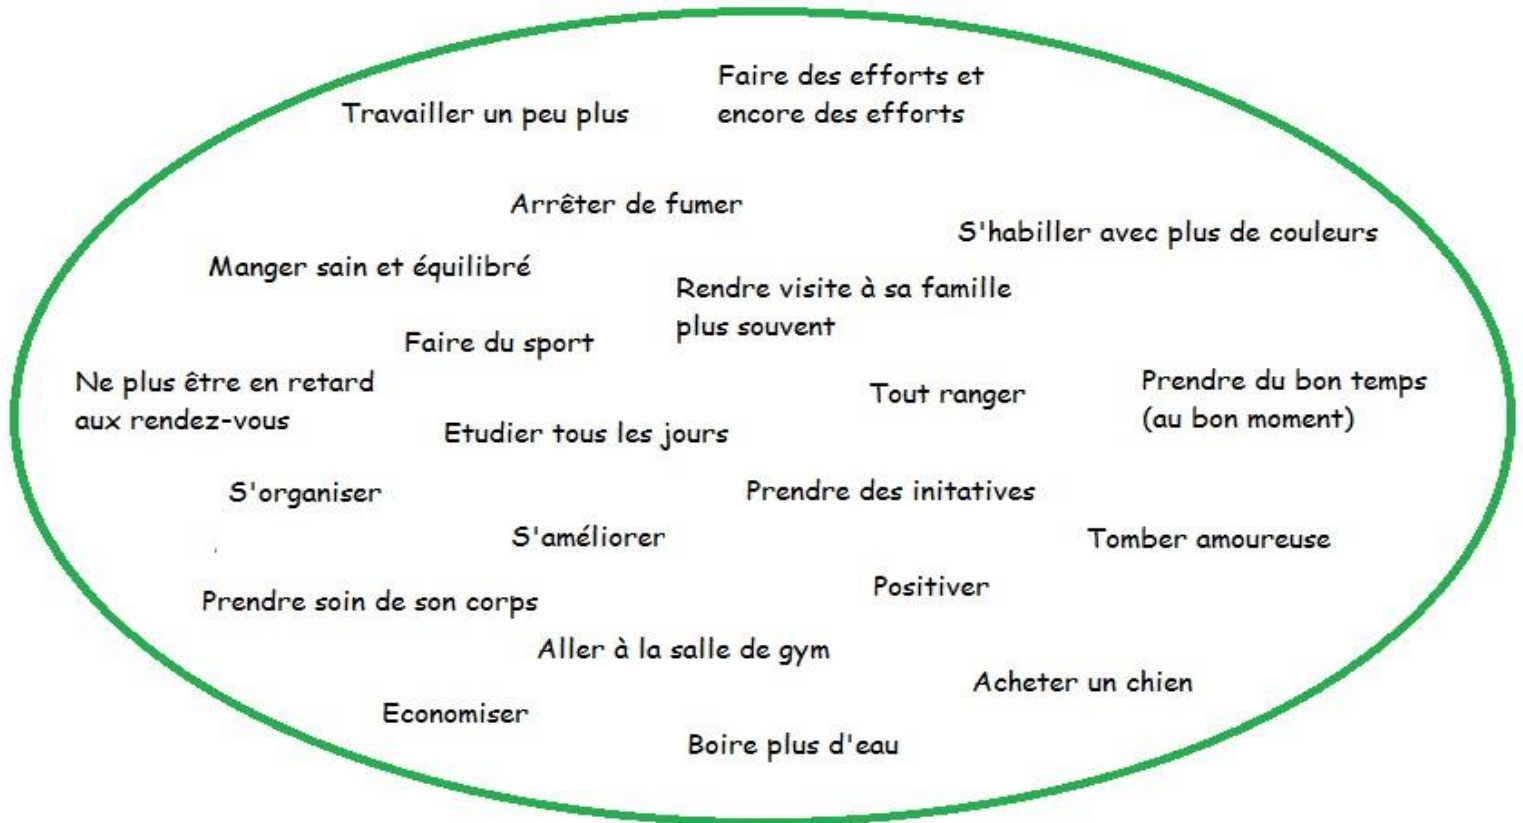 Faire des efforts et
encore des efforts
Travailler un peu plus
Arrêter de fumer
S'habiller avec plus de couleurs
Manger sain et équilibré
Rendre visite à sa famille
plus souvent
Faire du sport
Ne plus être en retard
aux rendez-vous
Tout ranger
Prendre du bon temps
(au bon moment)
Etudier tous les jours
S'organiser
Prendre des initatives
S'améliorer
Tomber amoureuse
Positiver
Prendre soin de son corps
Aller à la salle de gym
Acheter un chien
Economiser
Boire plus d'eau